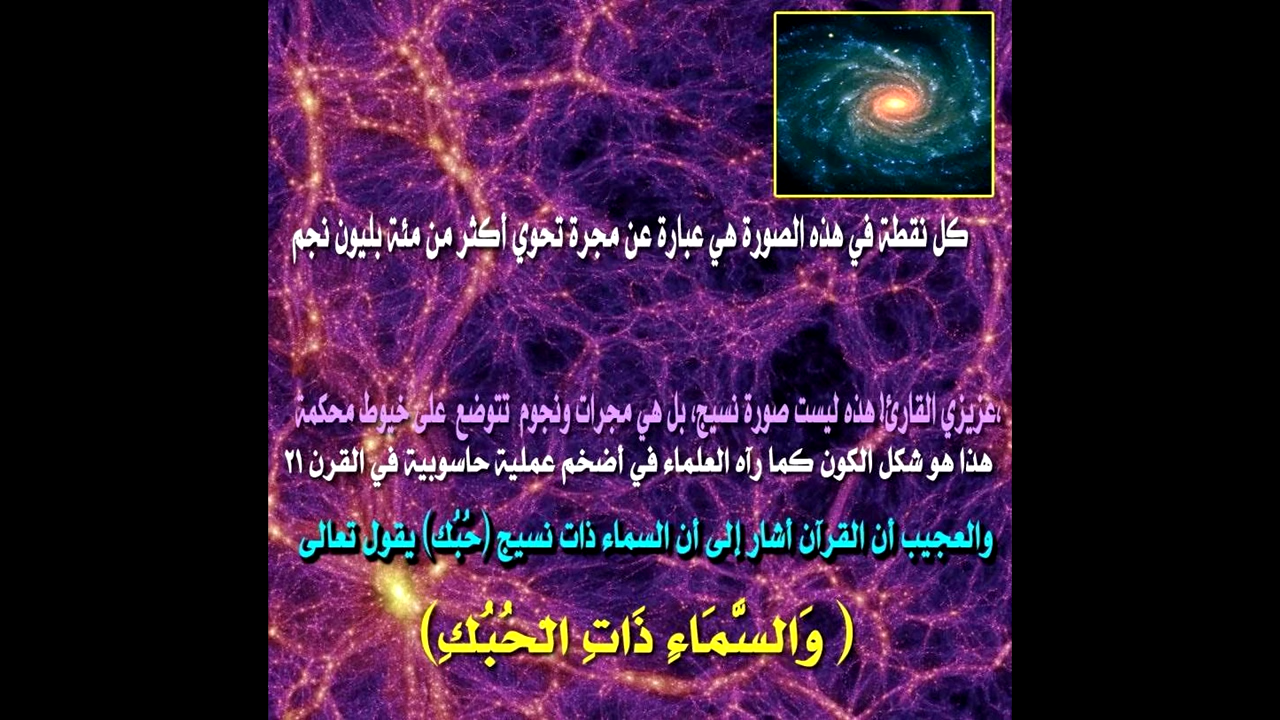 كل نقطة في هذه الصورة هي عبارة عن مجرة تحوي أكثر من مئة بليون نجم
عزيزي القارئ! هذه ليست صورة نسيج، بل هي مجرات ونجوم تتوضع على خيوط محكمة،
هذا هو شكل الكون كما رآه العلماء في أضخم عملية حاسوبية في القرن ٢١
والعجيب أن القرآن أشار إلى أن السماء ذات نسيج (حُبُك) يقول تعالى
( وَالسَّمَاءِ ذَاتِ الْحُبُكِ)